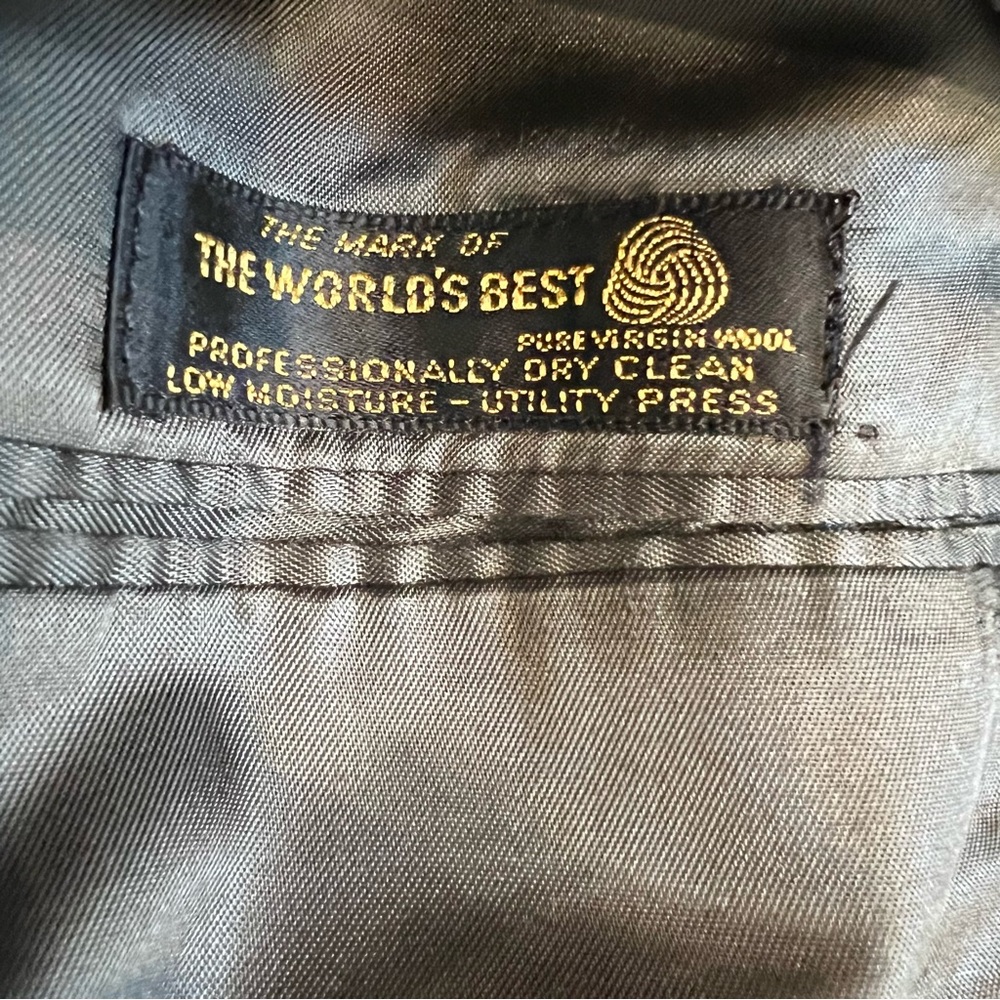 THE MARK OF
THE WORLD'S BEST
PURE VIRGIN WOOL
PROFESSIONALLY DRY CLEAN
LOW MOISTURE - UTILITY PRESS